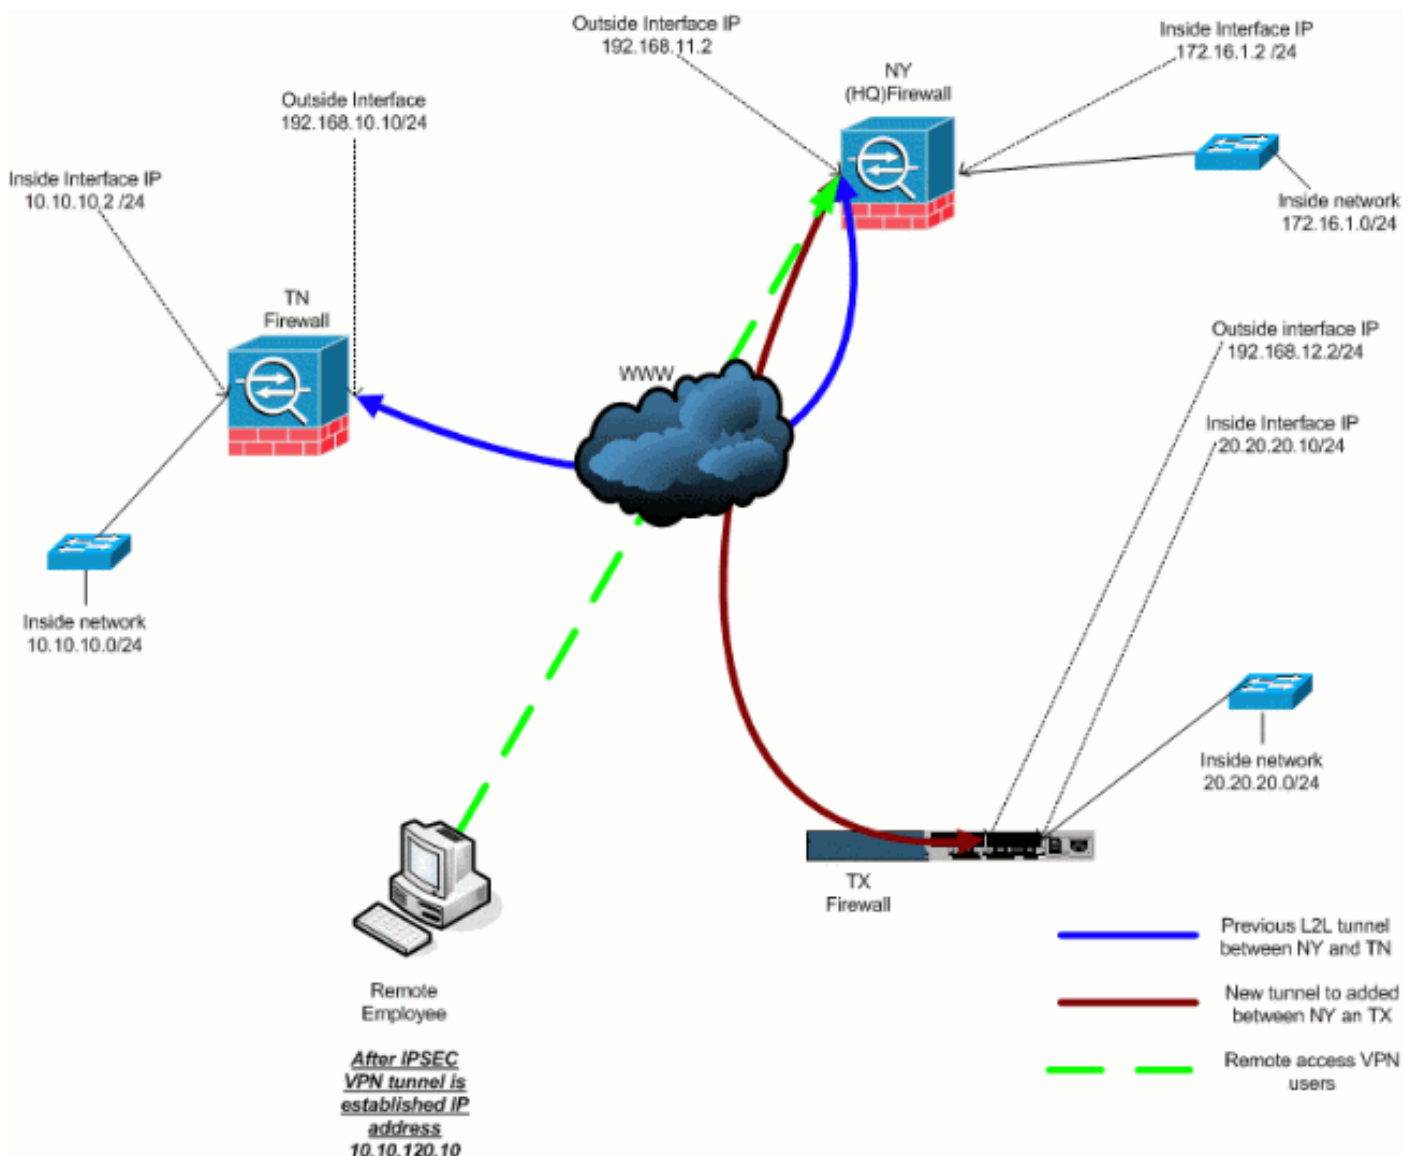 Outside Interface IP
192.168.11.2
Inside Interface IP
172.16.1.2 /24
NY
(HQ)Firewall
Outside Interface
192.168.10.10/24
Inside Interface IP
10.10.10.2 /24
Inside network
172.16.1.0/24
TN
Firewall
Outside interface IP
192.168.12.2/24
WWW
Inside Interface IP
20.20.20.10/24
Inside network
10.10.10.0/24
Inside network
20.20.20.0/24
TX
Firewall
Previous L2L tunnel
between NY and TN
Remote
Employee
New tunnel to added
between NY an TX
After IPSEC
VPN tunnel is
established IP
address
10.10.120.10
Remote access VPN
users